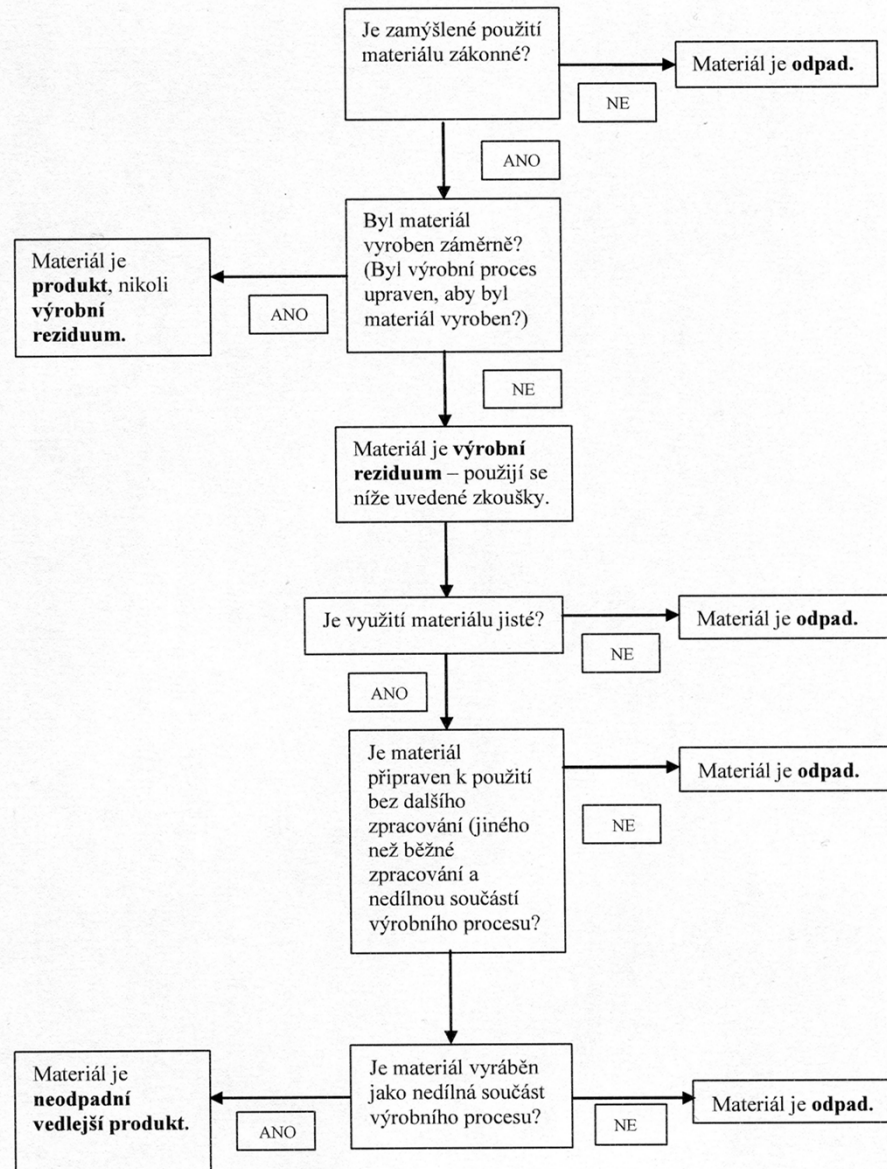 Je zamýšlené použití
materiálu zákonné?
Materiál je odpad.
NE
ANO
Byl materiál
vyroben záměrně?
(Byl výrobní proces
upraven, aby byl
materiál vyroben?)
Materiál je
produkt, nikoli
výrobní
reziduum.
ANO
NE
Materiál je výrobní
reziduum – použijí se
níže uvedené zkoušky.
Je využití materiálu jisté?
Materiál je odpad.
NE
ANO
Je materiál
připraven k použití
bez dalšího
zpracování (jiného
než běžné
zpracování a
nedílnou součástí
výrobního procesu?
Materiál je odpad.
NE
Je materiál vyráběn
jako nedílná součást
výrobního procesu?
Materiál je
neodpadní
vedlejší produkt.
ANO
NE
Materiál je odpad.